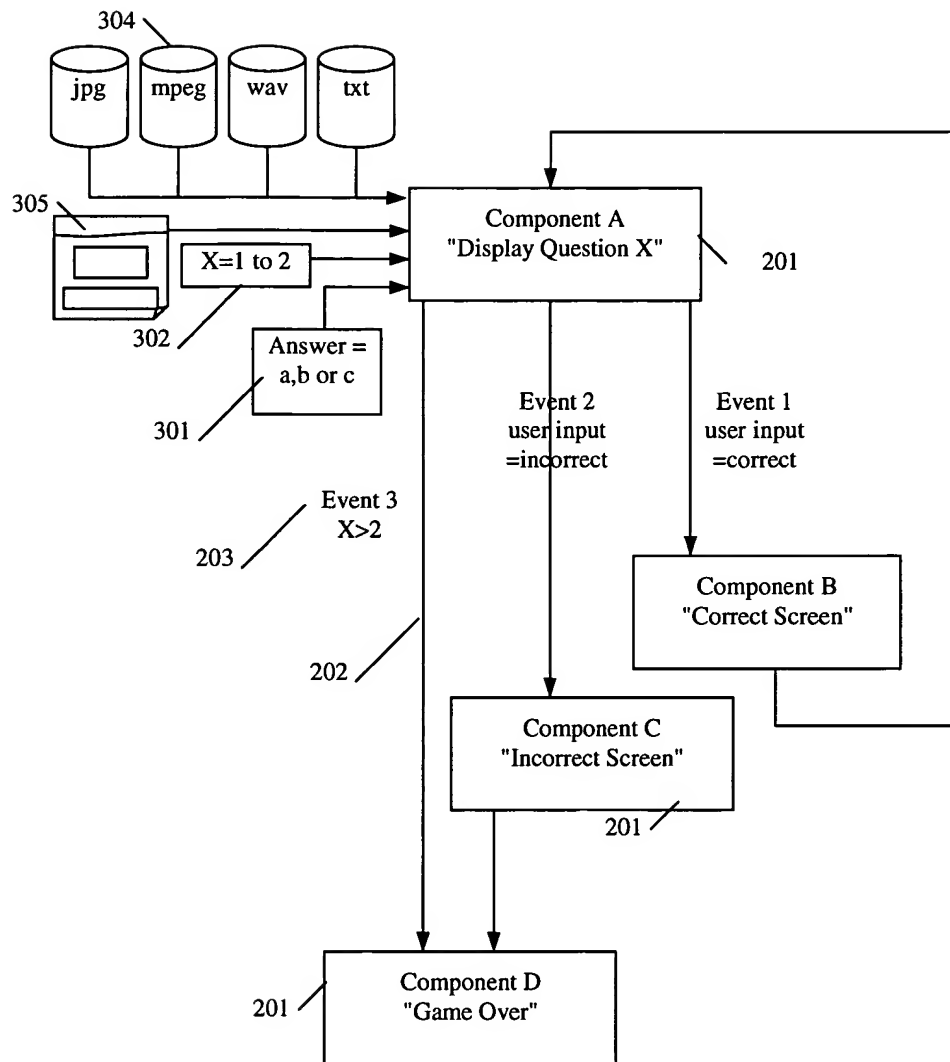 304
jpg
mpeg
wav
txt
305
Component A
"Display Question X"
201
X=1 to 2
302
Answer =
a,b or c
301
Event 2
user input
=incorrect
Event 1
user input
=correct
Event 3
X>2
203
Component B
"Correct Screen"
202
Component C
"Incorrect Screen"
201
Component D
"Game Over"
201